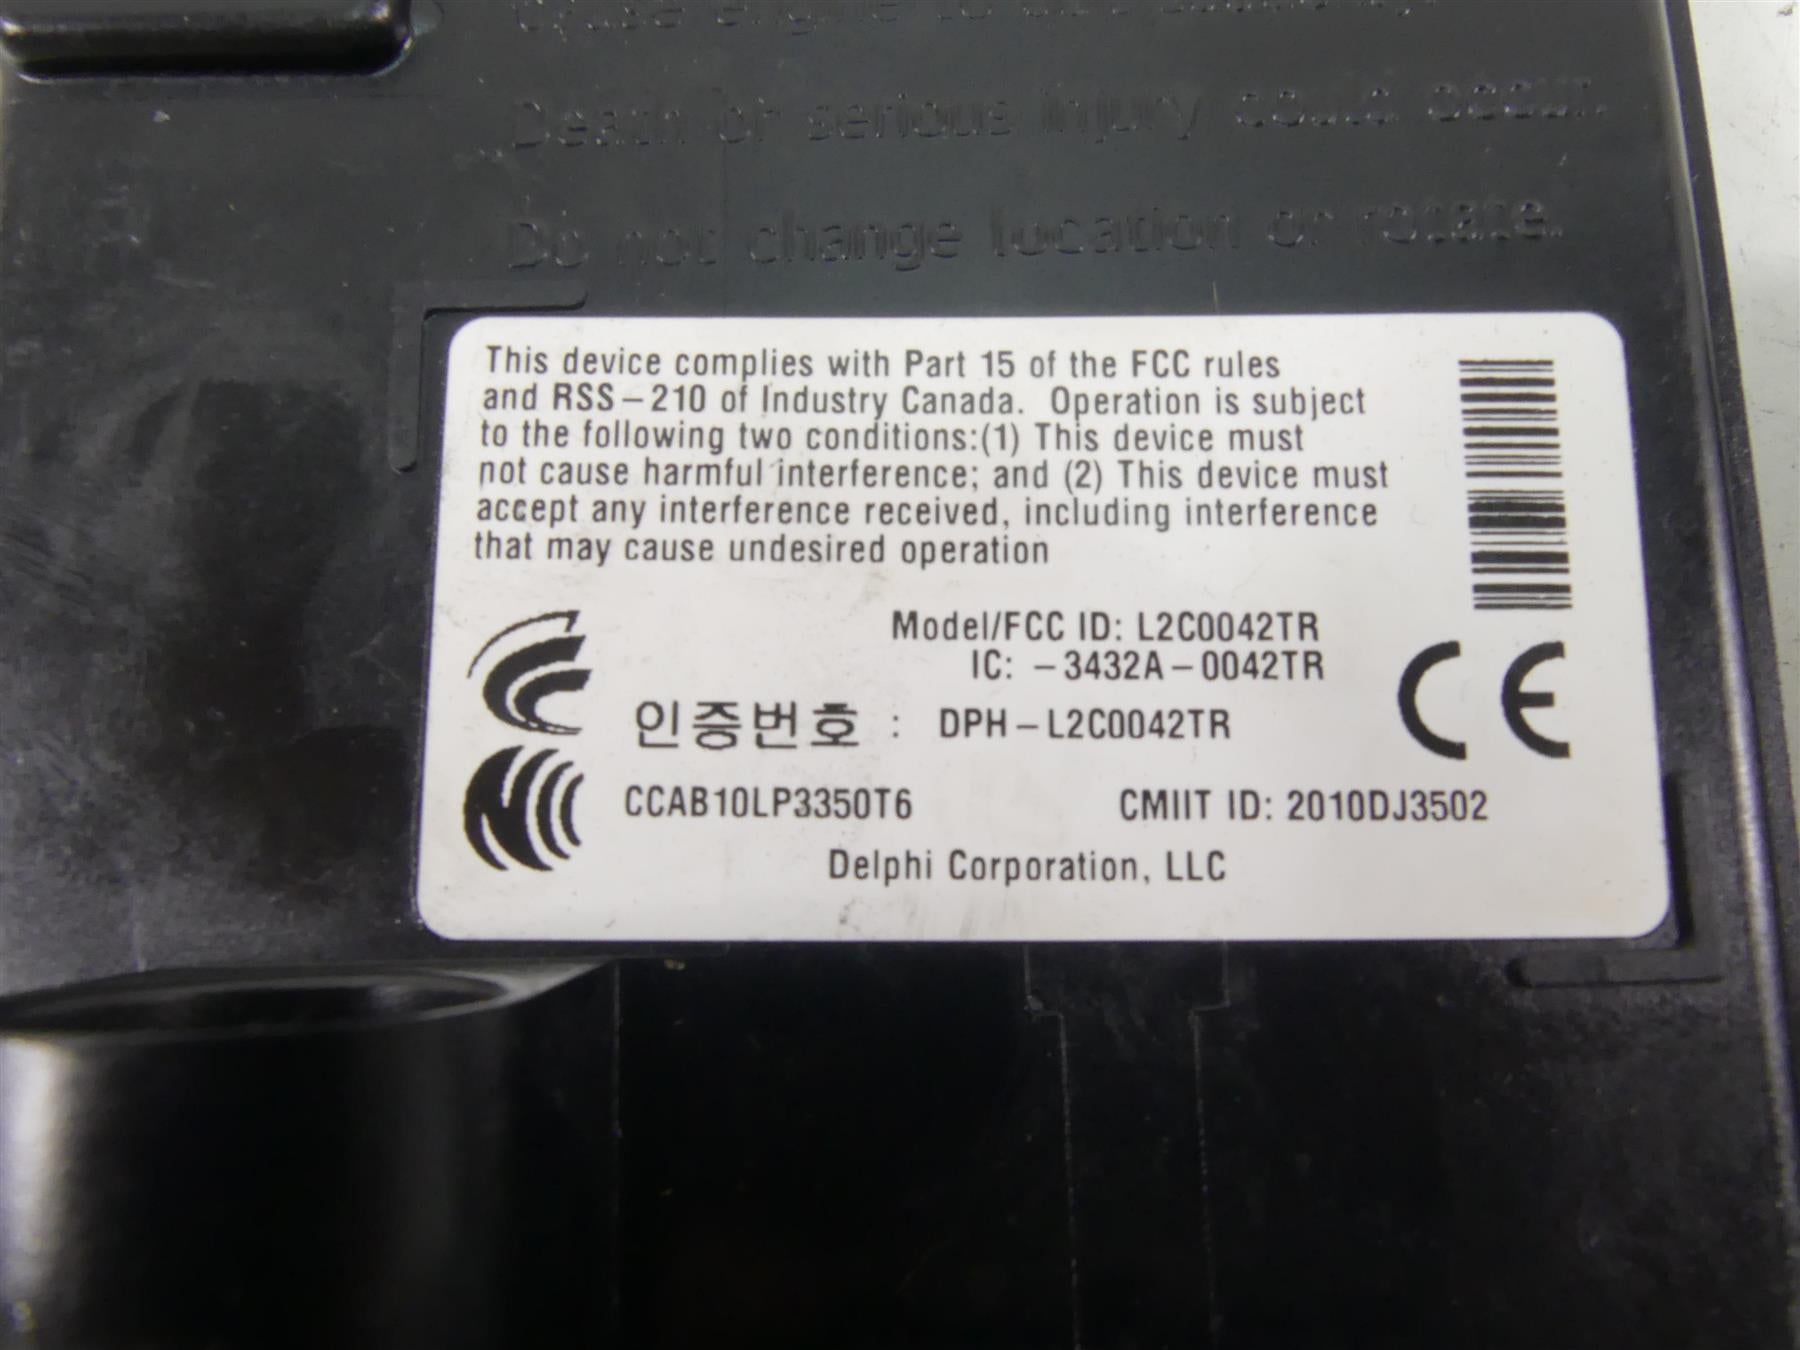 Death or serious injury could occur.
Do not change location or rotate.
This device complies with Part 15 of the FCC rules
and RSS-210 of Industry Canada. Operation is subject
to the following two conditions:(1) This device must
not cause harmful interference; and (2) This device must
accept any interference received, including interference
that may cause undesired operation
Model/FCC ID: L2C0042TR
IC: -3432A-0042TR
인증번호 : DPH-L2C0042TR
CE
CCAB10LP3350T6 CMIIT ID: 2010DJ3502
Delphi Corporation, LLC